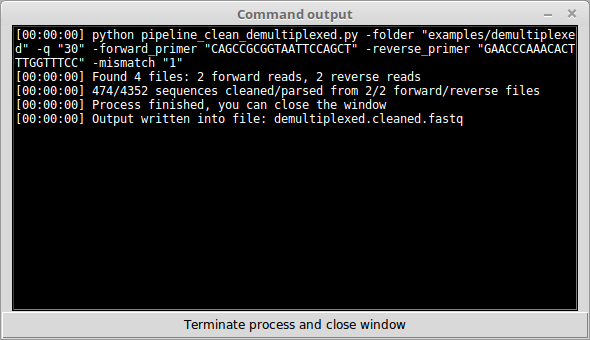 Command output
[00:00:00] python pipeline_clean_demultiplexed.py -folder "examples/demultiplexe
d" -q "30" -forward_primer "CAGCCGCGGTAATTCCAGCT" -reverse_primer "GAACCCAAACACT
TTGGTTTCC" -mismatch "1"
[00:00:00] Found 4 files: 2 forward reads, 2 reverse reads
[00:00:00] 474/4352 sequences cleaned/parsed from 2/2 forward/reverse files
[00:00:00] Process finished, you can close the window
[00:00:00] Output written into file: demultiplexed.cleaned.fastq
Terminate process and close window